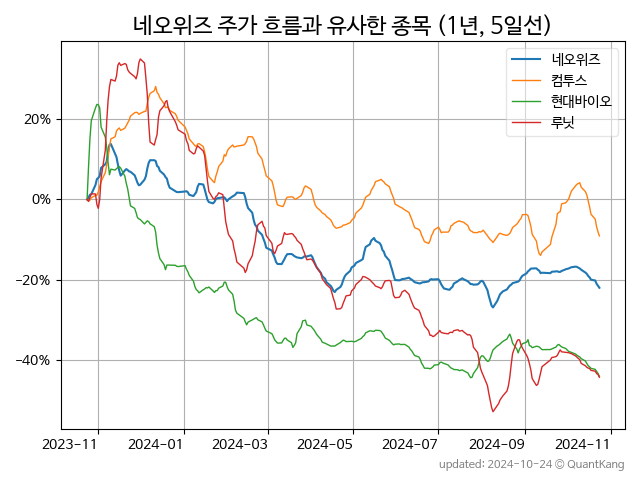 네오위즈 주가 흐름과 유사한 종목 (1년, 5일선)
네오위즈
컴투스
현대바이오
루닛
20%
0%
−20%
−40%
2023-11 2024-01 2024-03 2024-05 2024-07 2024-09 2024-11
updated: 2024-10-24 © QuantKang